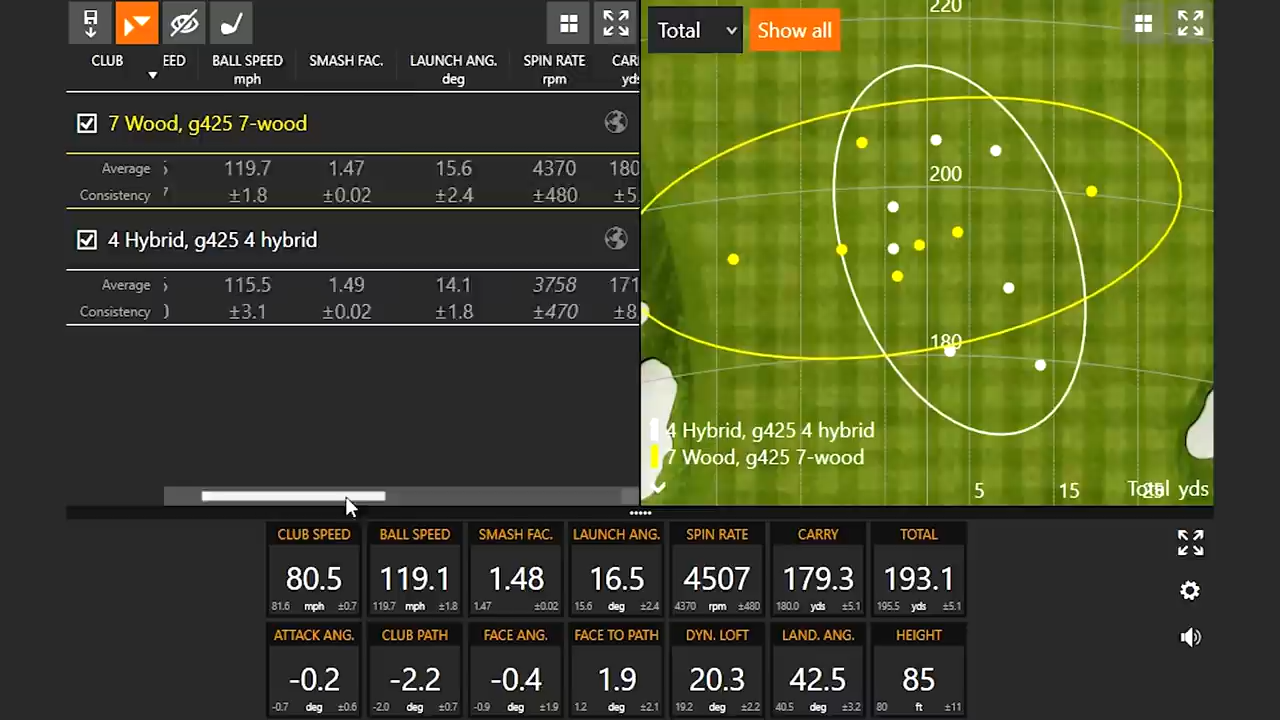 CLUB EED BALL SPEED SMASH FAC. LAUNCH ANG. SPIN RATE CAR
mph deg rpm yds
7 Wood, g425 7-wood
Average 119.7 1.47 15.6 4370 180
Consistency 7 ±1.8 ±0.02 ±2.4 ±480 ±5.
4 Hybrid, g425 4 hybrid
Average 115.5 1.49 14.1 3758 171
Consistency ±3.1 ±0.02 ±1.8 ±470 ±8.
Total Show all
220
200
180
4 Hybrid, g425 4 hybrid
7 Wood, g425 7-wood
5 15 25 Total yds
CLUB SPEED BALL SPEED SMASH FAC. LAUNCH ANG. SPIN RATE CARRY TOTAL
80.5 119.1 1.48 16.5 4507 179.3 193.1
81.6 mph ±0.7 119.7 mph ±1.8 1.47 ±0.02 15.6 deg ±2.4 4370 rpm ±480 180.0 yds ±5.1 195.5 yds ±5.1
ATTACK ANG. CLUB PATH FACE ANG. FACE TO PATH DYN. LOFT LAND. ANG. HEIGHT
-0.2 -2.2 -0.4 1.9 20.3 42.5 85
-0.7 deg ±0.6 -2.0 deg ±0.7 -0.9 deg ±1.9 1.2 deg ±2.1 19.2 deg ±2.2 40.5 deg ±3.2 80 ft ±11